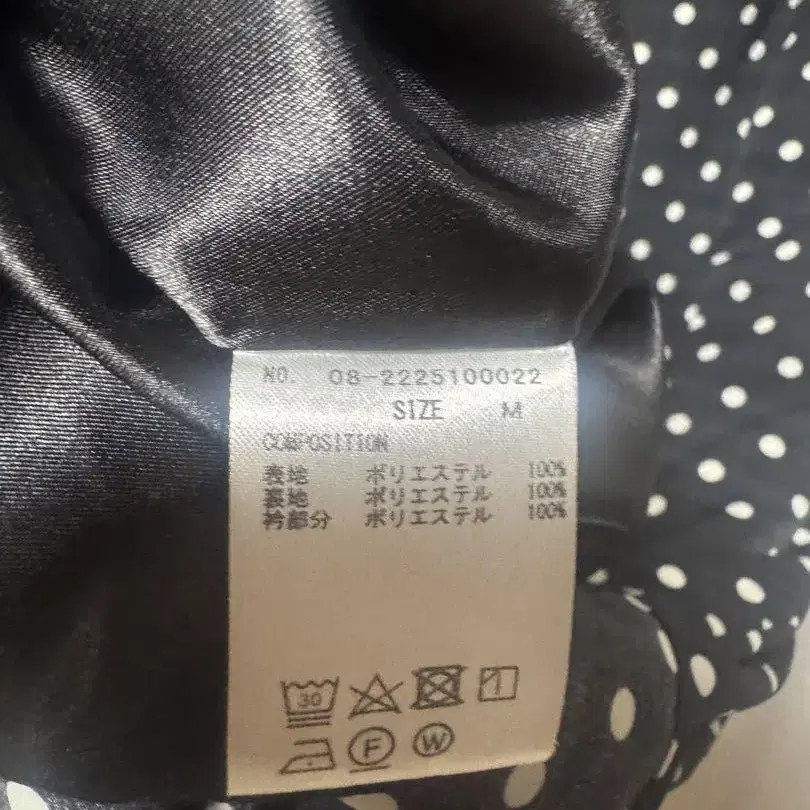 NO. 08-2225100022
SIZE M
COMPOSITION
表地 ポリエステル 100%
裏地 ポリエステル 100%
衿部分 ポリエステル 100%
30
F W